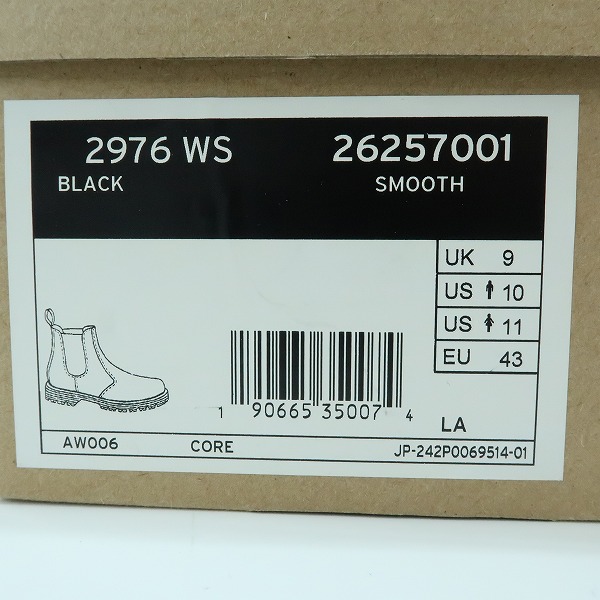 2976 WS 26257001
BLACK SMOOTH
UK 9
US 10
US 11
EU 43
1 90665 35007 4
LA
AW006 CORE JP-242P0069514-01